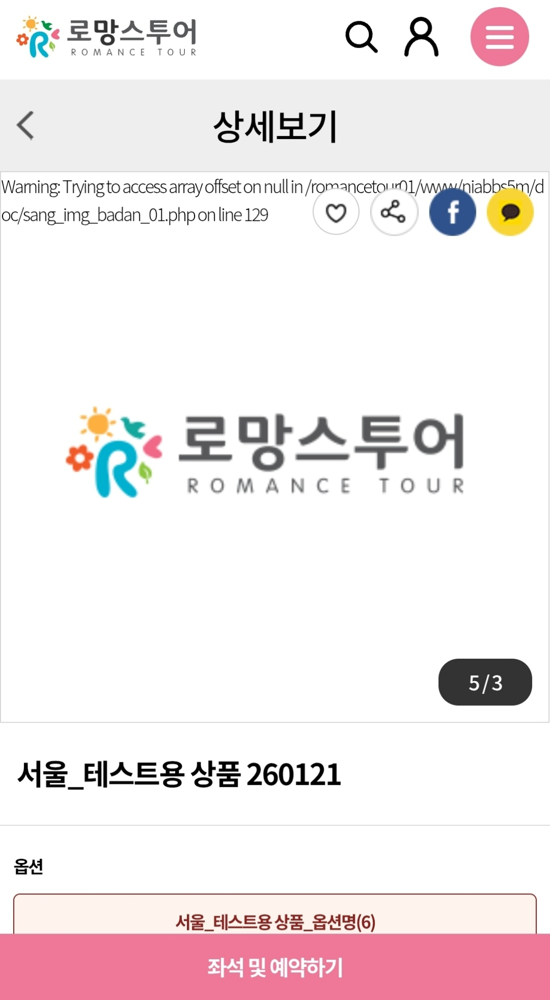 로망스투어
ROMANCE TOUR
상세보기
Warning: Trying to access array offset on null in /romancetour01/www/niabbs5m/d
oc/sang_img_badan_01.php on line 129
로망스투어
ROMANCE TOUR
5/3
서울_테스트용 상품 260121
옵션
서울_테스트용 상품_옵션명(6)
좌석 및 예약하기